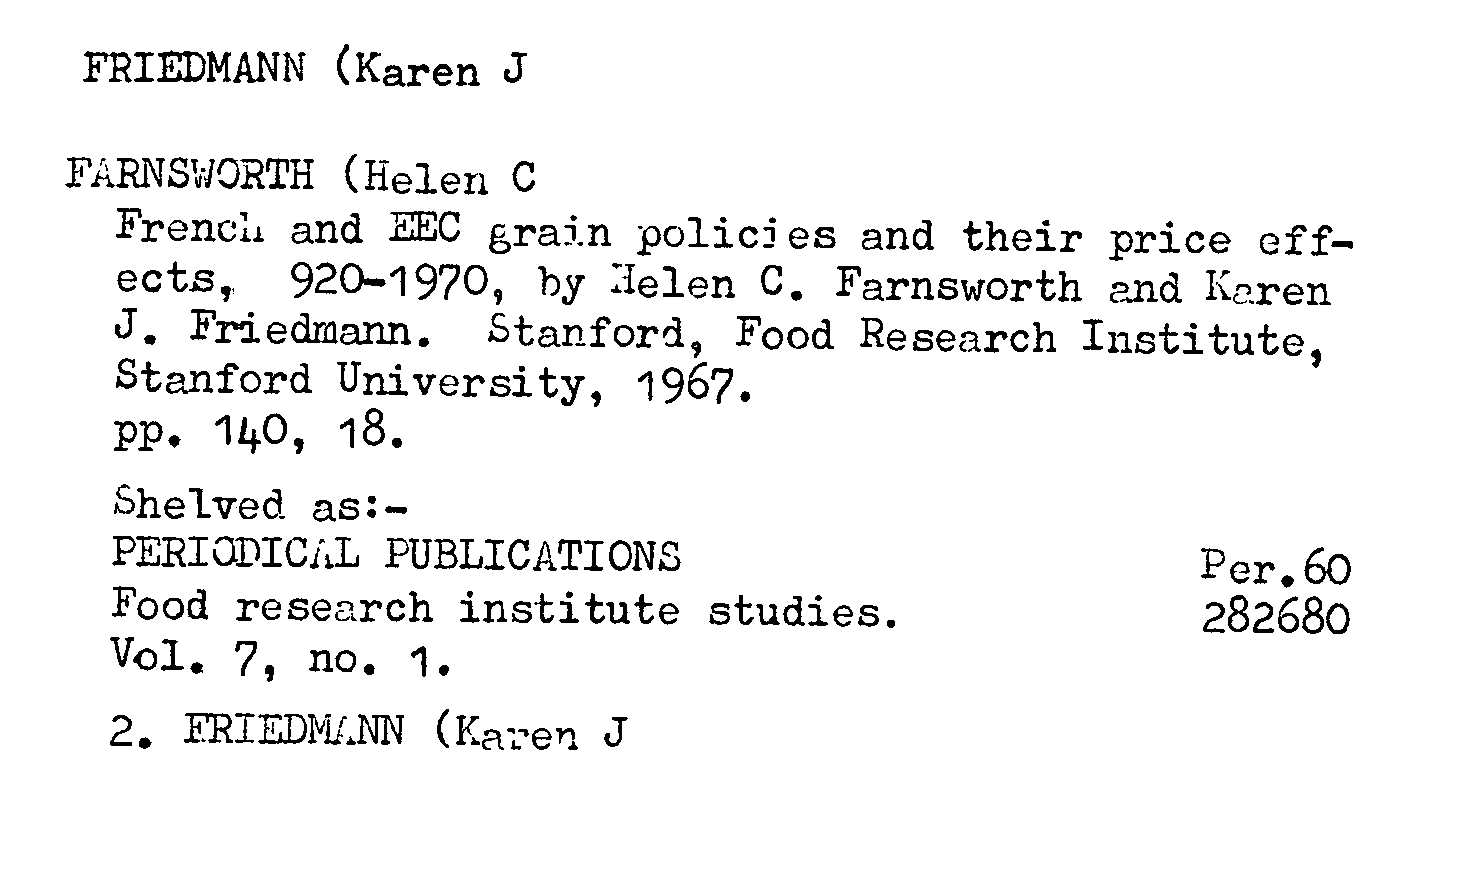 FRIEDMANN (Karen J
FARNSWORTH (Helen C
French and EEC grain policies and their price eff-
ects, 920-1970, by Helen C. Farnsworth and Karen
J. Friedmann. Stanford, Food Research Institute,
Stanford University, 1967.
pp. 140, 18.
Shelved as:-
PERIODICAL PUBLICATIONS
Food research institute studies.
Vol. 7, no. 1.
Per.60
282680
2. FRIEDMANN (Karen J